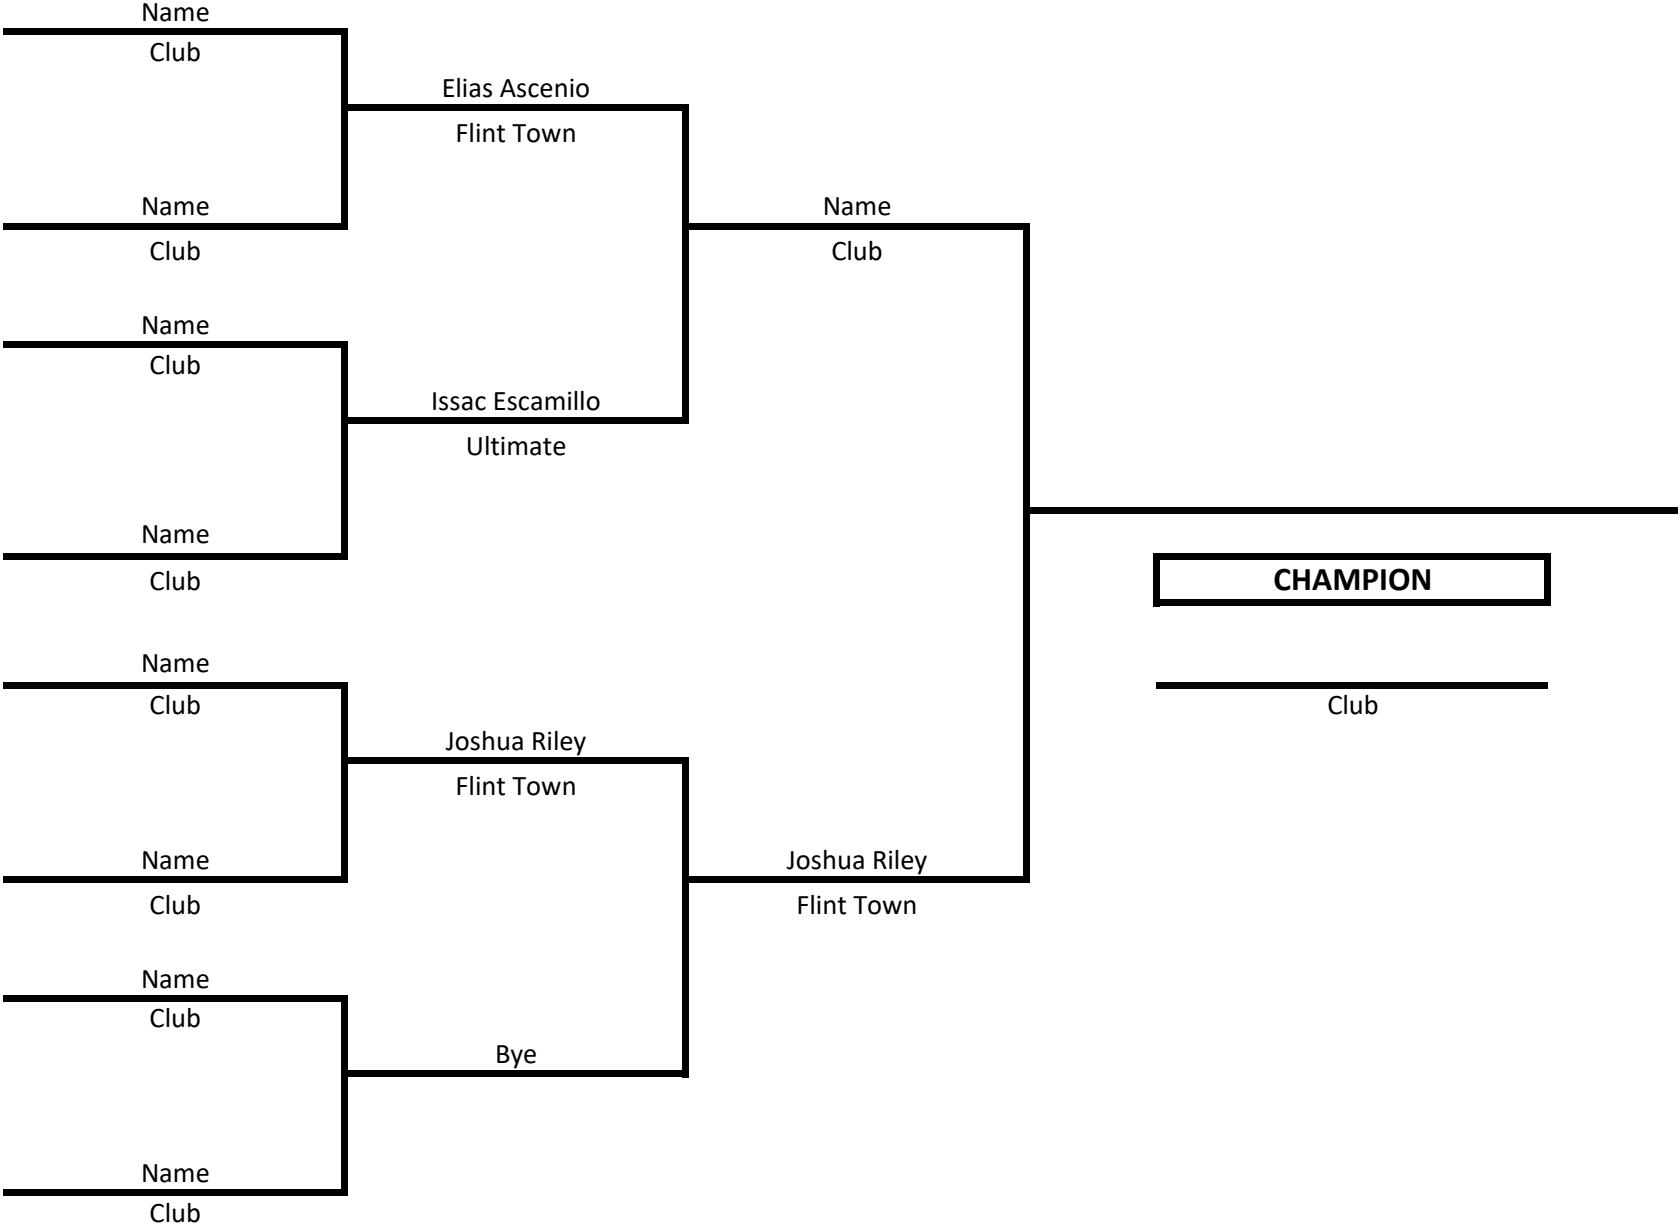 Name
Club
Elias Ascenio
Flint Town
Name
Club
Name
Club
Name
Club
Issac Escamillo
Ultimate
Name
Club
CHAMPION
Name
Club
Club
Joshua Riley
Flint Town
Name
Club
Joshua Riley
Flint Town
Name
Club
Bye
Name
Club